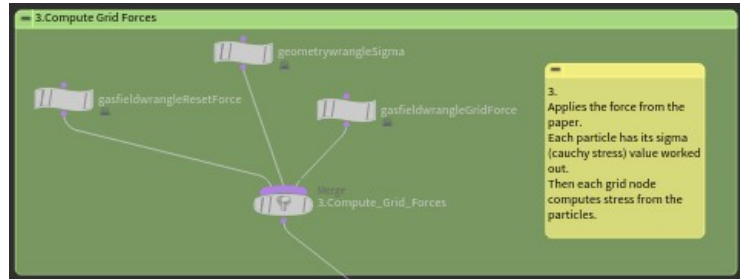 3.Compute Grid Forces
geometrywrangleSigma
gasfieldwrangleResetForce
gasfieldwrangleGridForce
Merge
3.Compute_Grid_Forces
3.
Applies the force from the
paper.
Each particle has its sigma
(cauchy stress) value worked
out.
Then each grid node
computes stress from the
particles.